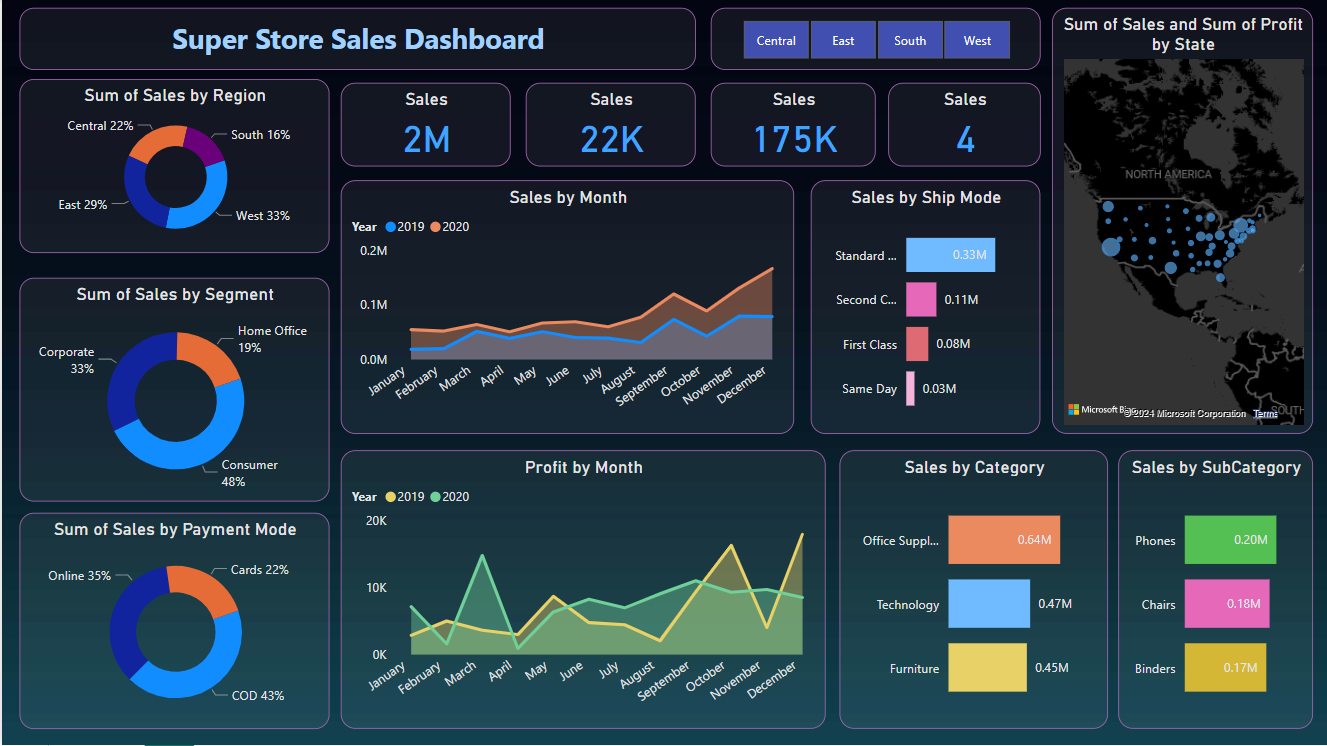 Super Store Sales Dashboard
Central
East
South
West
Sum of Sales and Sum of Profit
by State
NORTH AMERICA
Microsoft Bing
©2024 Microsoft Corporation
Terms
SOUTH
Sum of Sales by Region
Central 22%
South 16%
East 29%
West 33%
Sales
2M
Sales
22K
Sales
175K
Sales
4
Sales by Month
Year 2019 2020
0.2M
0.1M
0.0M
January
February
March
April
May
June
July
August
September
October
November
December
Sales by Ship Mode
Standard ...
0.33M
Second C...
0.11M
First Class
0.08M
Same Day
0.03M
Sum of Sales by Segment
Home Office
19%
Corporate
33%
Consumer
48%
Sum of Sales by Payment Mode
Online 35%
Cards 22%
COD 43%
Profit by Month
Year 2019 2020
20K
10K
0K
January
February
March
April
May
June
July
August
September
October
November
December
Sales by Category
Office Suppl...
0.64M
Technology
0.47M
Furniture
0.45M
Sales by SubCategory
Phones
0.20M
Chairs
0.18M
Binders
0.17M